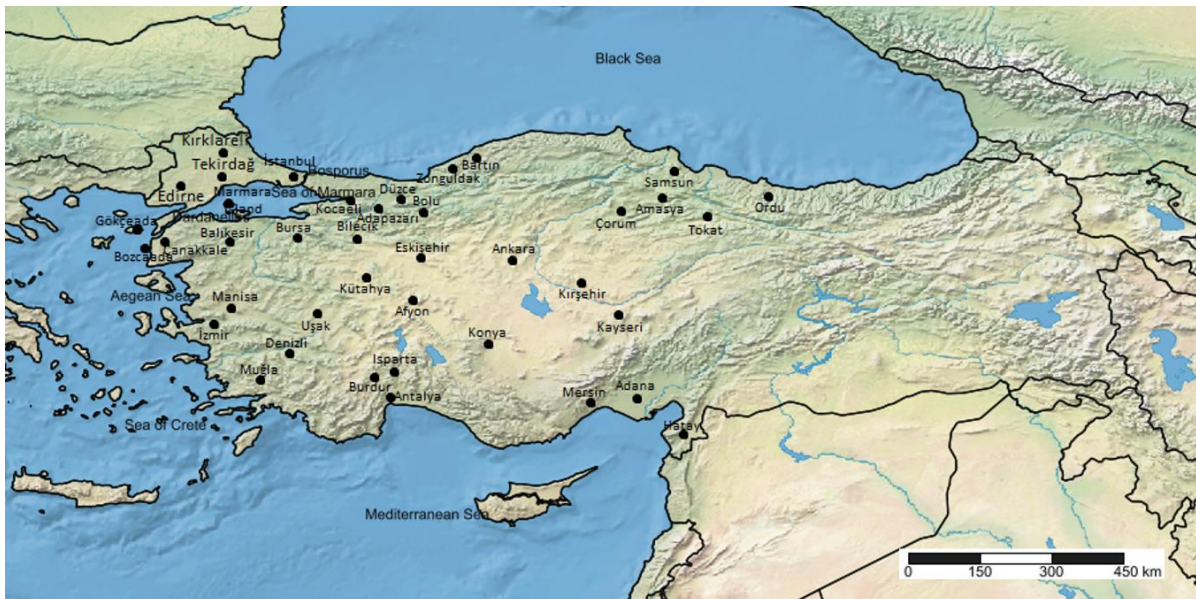 Black Sea
Kırklareli
Tekirdağ
İstanbul
Bosporus
Edirne
Marmara
Island
Sea of Marmara
Dardanelles
Kocaeli
Adapazarı
Düzce
Bolu
Zonguldak
Bartın
Samsun
Amasya
Ordu
Çorum
Tokat
Gökçeada
Bozcaada
Çanakkale
Balıkesir
Bursa
Bilecik
Eskişehir
Ankara
Kütahya
Kırşehir
Aegean Sea
Manisa
Afyon
Kayseri
İzmir
Uşak
Konya
Denizli
Isparta
Muğla
Burdur
Antalya
Mersin
Adana
Hatay
Sea of Crete
Mediterranean Sea
0 150 300 450 km